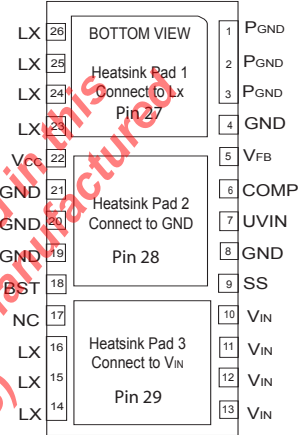 BOTTOM VIEW
LX 26 1 PGND
LX 25 2 PGND
LX 24 3 PGND
LX 23 4 GND
Heatsink Pad 1
Connect to Lx
Pin 27
VCC 22 5 VFB
GND 21 6 COMP
GND 20 7 UVIN
GND 19 8 GND
BST 18 9 SS
Heatsink Pad 2
Connect to GND
Pin 28
NC 17 10 VIN
LX 16 11 VIN
LX 15 12 VIN
LX 14 13 VIN
Heatsink Pad 3
Connect to VIN
Pin 29
in this
manufactured